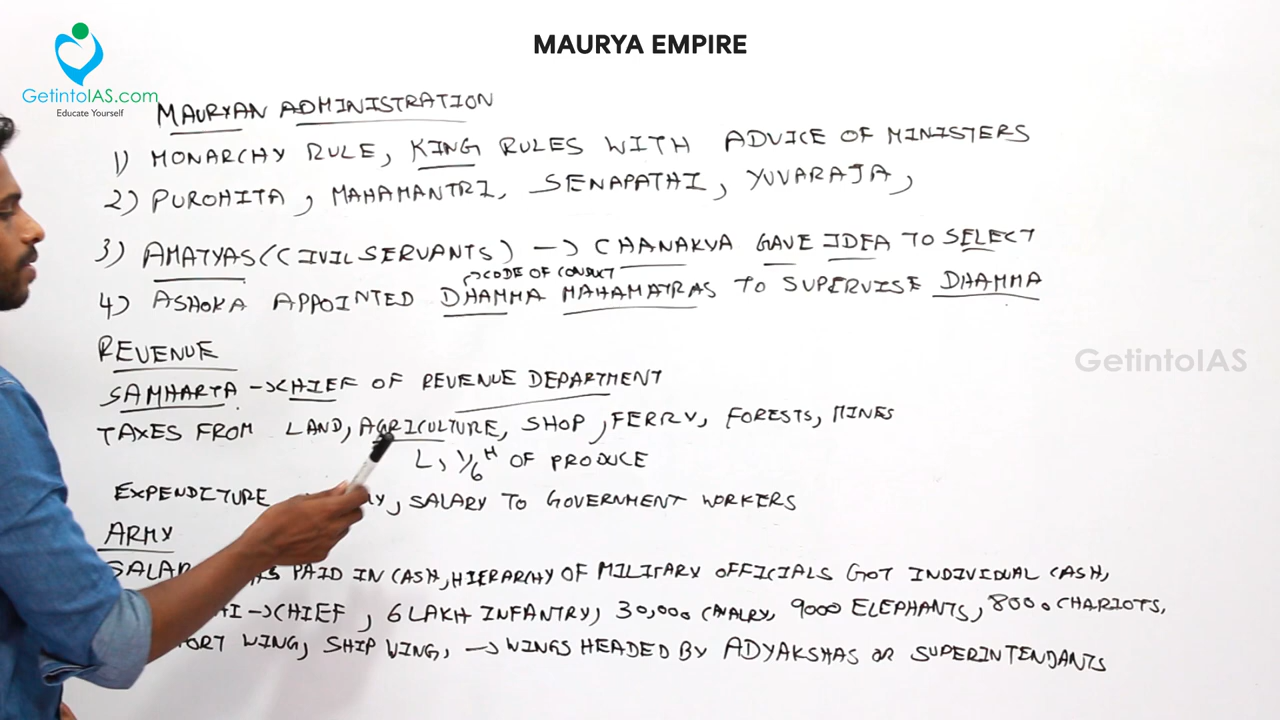 MAURYA EMPIRE
GetintoIAS.com
Educate Yourself
MAURYAN ADMINISTRATION
1) MONARCHY RULE, KING RULES WITH ADVICE OF MINISTERS
2) PUROHITA, MAHAMANTRI, SENAPATHI, YUVARAJA,
3) AMATYAS (CIVIL SERVANTS) -> CHANAKYA GAVE IDEA TO SELECT
->CODE OF CONDUCT
4) ASHOKA APPOINTED DHAMMA MAHAMATRAS TO SUPERVISE DHAMMA
REVENUE
GetintoIAS
SAMHARTA ->CHIEF OF REVENUE DEPARTMENT
TAXES FROM LAND, AGRICULTURE, SHOP, FERRY, FORESTS, MINES
L, 1/6 H OF PRODUCE
EXPENDITURE , SALARY TO GOVERNMENT WORKERS
ARMY
SALAR PAID IN CASH, HIERARCHY OF MILITARY OFFICIALS GOT INDIVIDUAL CASH,
HI -> CHIEF, 6 LAKH INFANTRY, 30,000 CAVALRY, 9000 ELEPHANTS, 8000 CHARIOTS,
ORT WING, SHIP WING, -> WINGS HEADED BY ADYAKSHAS OR SUPERINTENDANTS